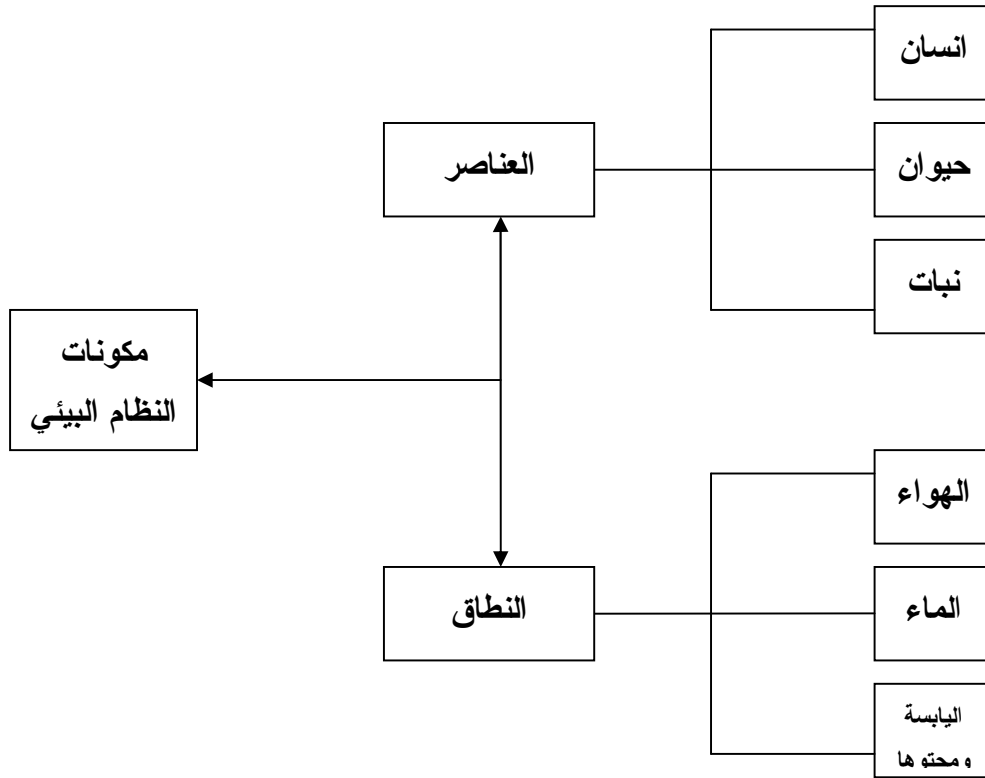 انسان
العناصر
حيوان
نبات
مكونات
النظام البيئي
الهواء
النطاق
الماء
اليابسة
ومحتوها